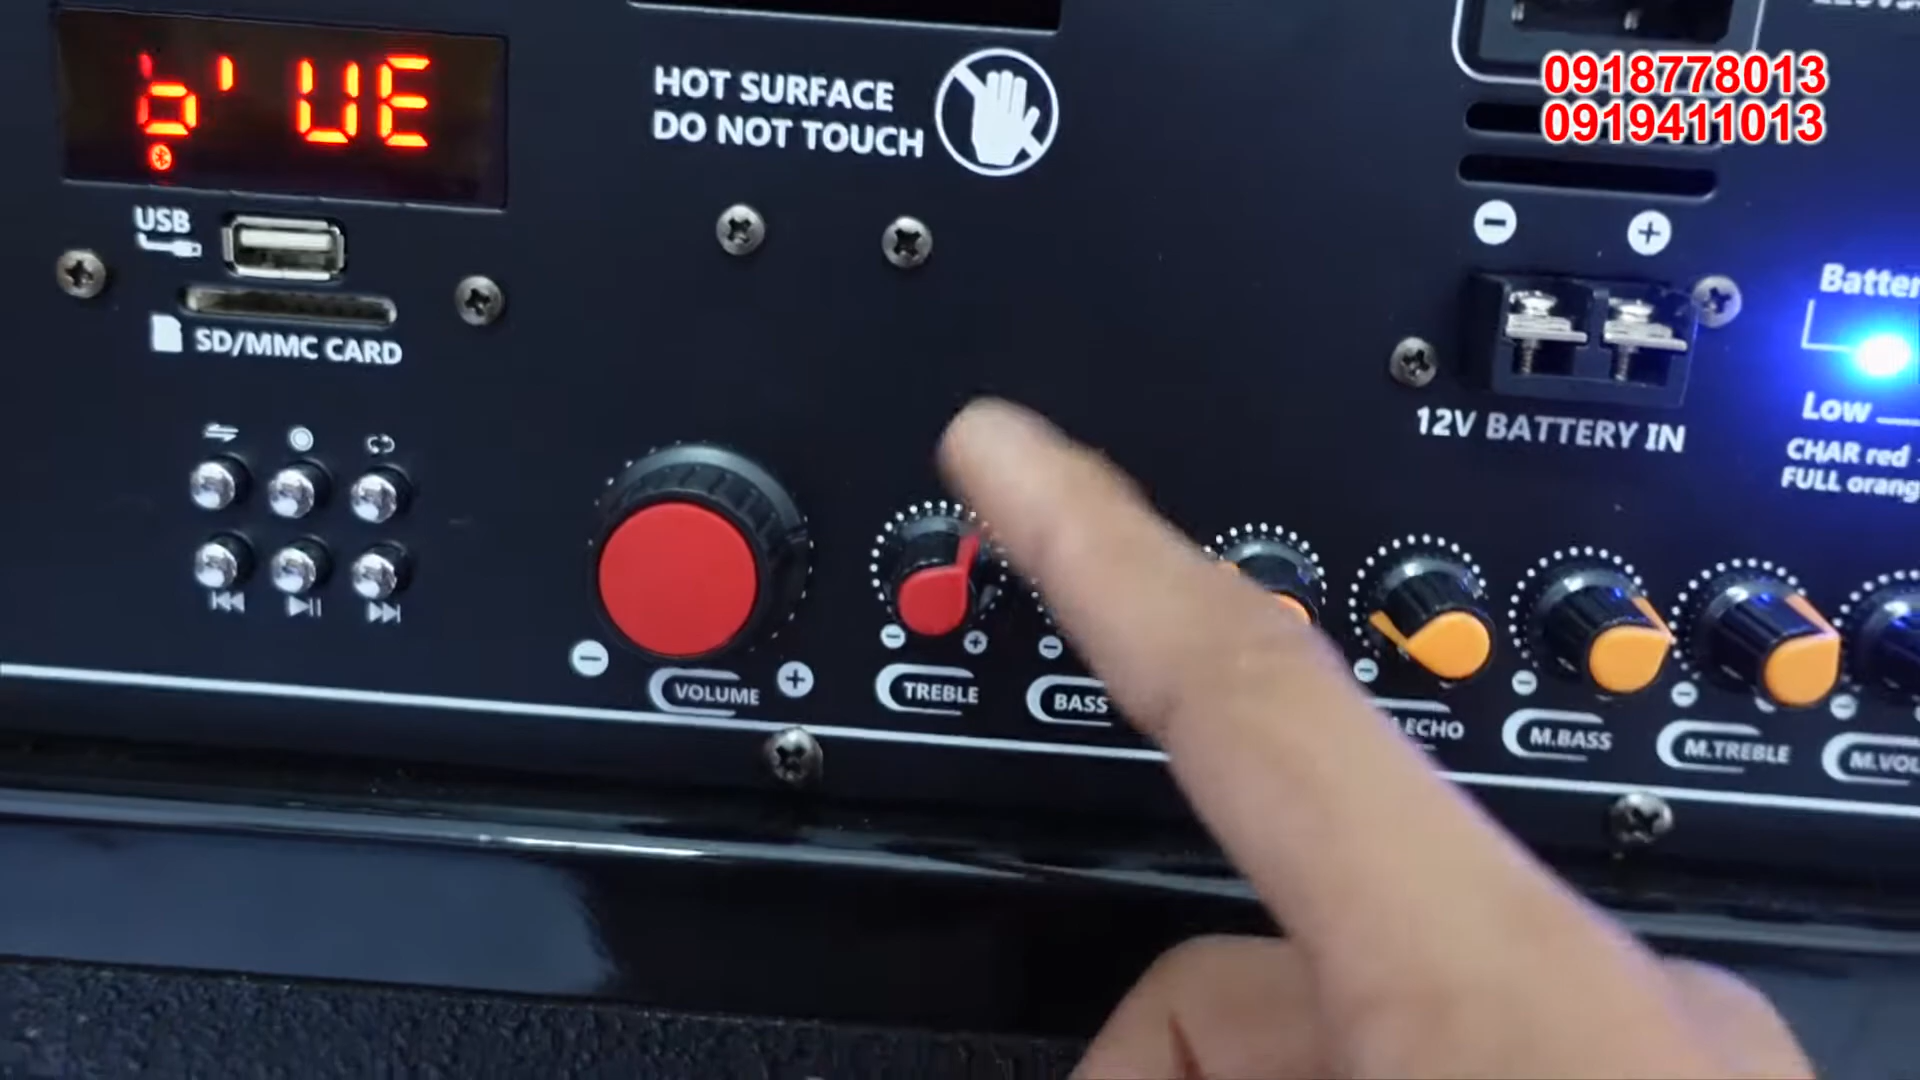 b'UE
HOT SURFACE
DO NOT TOUCH
0918778013
0919411013
USB
SD/MMC CARD
Batter
Low
CHAR red
FULL orang
12V BATTERY IN
VOLUME
TREBLE
BASS
ECHO
M.BASS
M.TREBLE
M.VOL